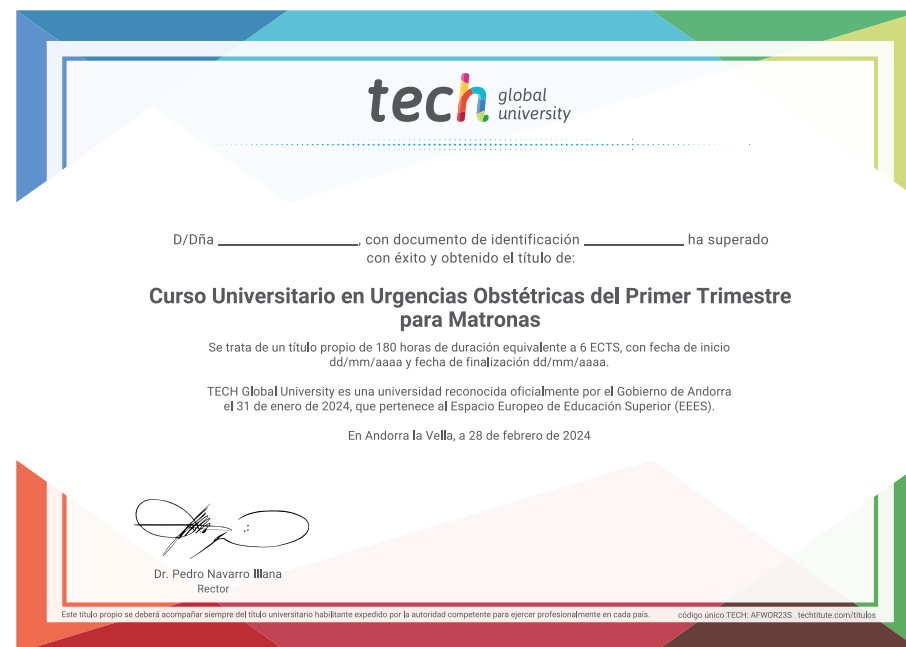 tech global university
D/Dña ____________________, con documento de identificación ______________ ha superado
con éxito y obtenido el título de:
Curso Universitario en Urgencias Obstétricas del Primer Trimestre
para Matronas
Se trata de un título propio de 180 horas de duración equivalente a 6 ECTS, con fecha de inicio
dd/mm/aaaa y fecha de finalización dd/mm/aaaa.
TECH Global University es una universidad reconocida oficialmente por el Gobierno de Andorra
el 31 de enero de 2024, que pertenece al Espacio Europeo de Educación Superior (EEES).
En Andorra la Vella, a 28 de febrero de 2024
Dr. Pedro Navarro Illana
Rector
Este título propio se deberá acompañar siempre del título universitario habilitante expedido por la autoridad competente para ejercer profesionalmente en cada país.
código único TECH: AFWOR23S techtitute.com/titulos